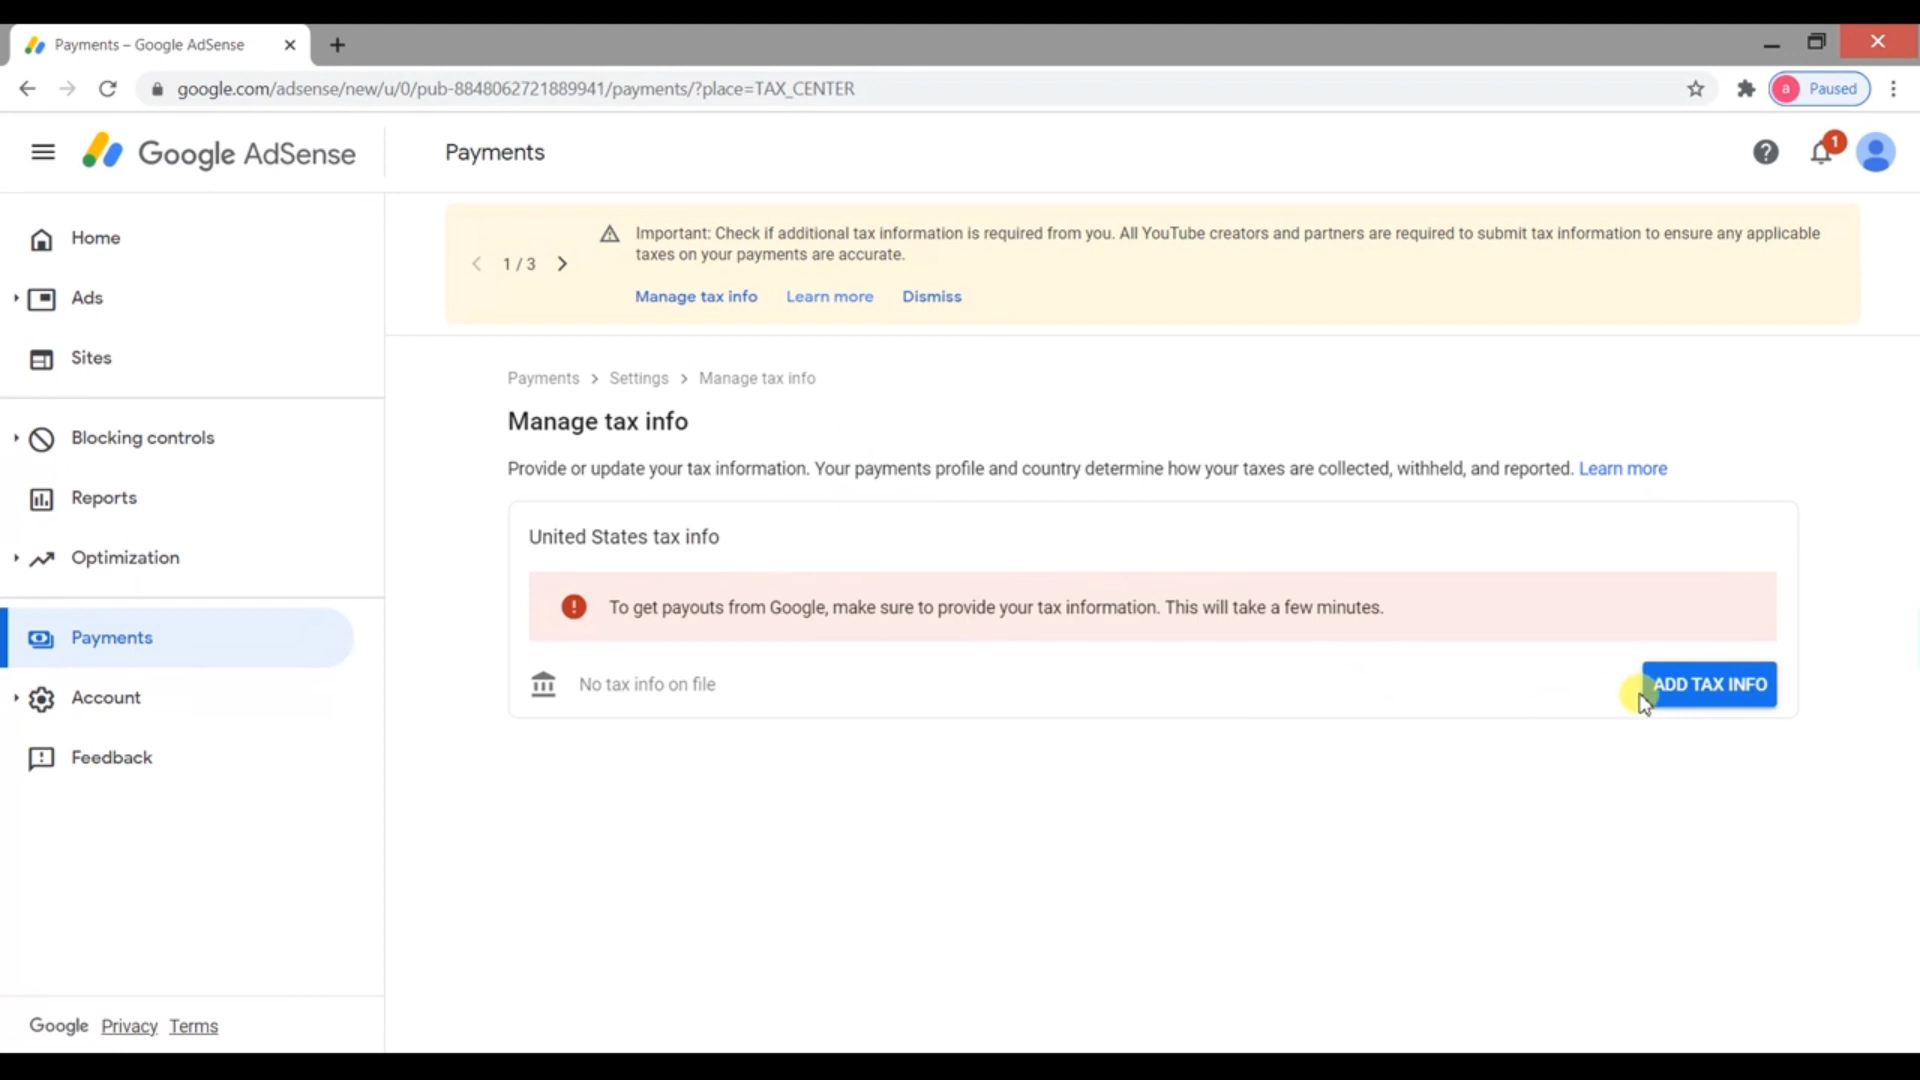 Payments – Google AdSense
google.com/adsense/new/u/0/pub-8848062721889941/payments/?place=TAX_CENTER
a Paused
Google AdSense
Payments
1
Home
Ads
Sites
Blocking controls
Reports
Optimization
Payments
Account
Feedback
Google Privacy Terms
1 / 3
Important: Check if additional tax information is required from you. All YouTube creators and partners are required to submit tax information to ensure any applicable
taxes on your payments are accurate.
Manage tax info Learn more Dismiss
Payments > Settings > Manage tax info
Manage tax info
Provide or update your tax information. Your payments profile and country determine how your taxes are collected, withheld, and reported. Learn more
United States tax info
To get payouts from Google, make sure to provide your tax information. This will take a few minutes.
No tax info on file
ADD TAX INFO